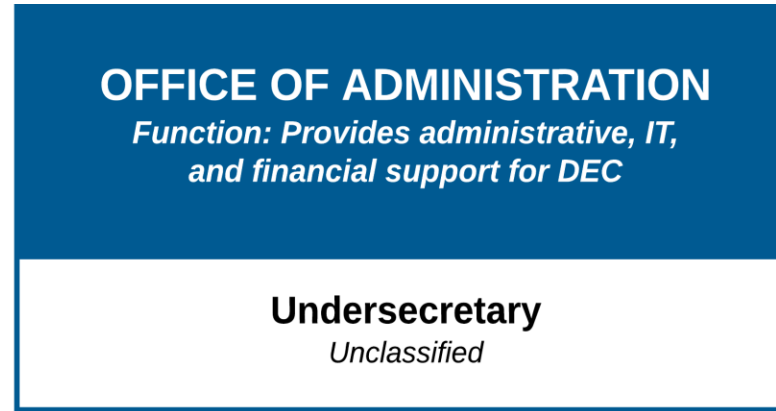 OFFICE OF ADMINISTRATION
Function: Provides administrative, IT,
and financial support for DEC
Undersecretary
Unclassified